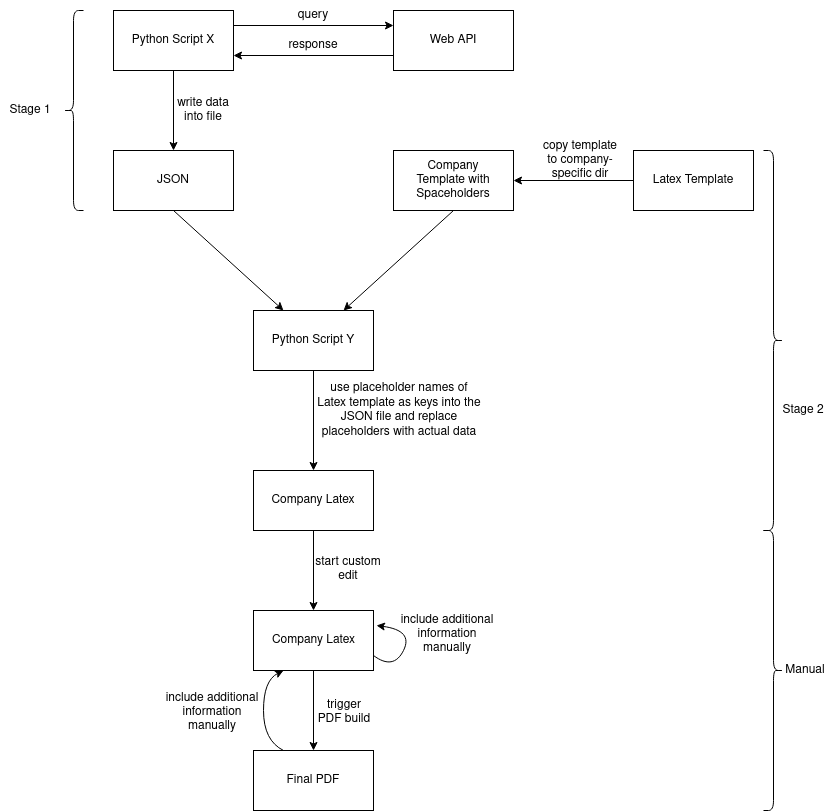 query
Python Script X
Web API
response
Stage 1
write data
into file
copy template
to company-
specific dir
JSON
Company
Template with
Spaceholders
Latex Template
Python Script Y
use placeholder names of
Latex template as keys into the
JSON file and replace
placeholders with actual data
Stage 2
Company Latex
start custom
edit
Company Latex
include additional
information
manually
Manual
include additional
information
manually
trigger
PDF build
Final PDF